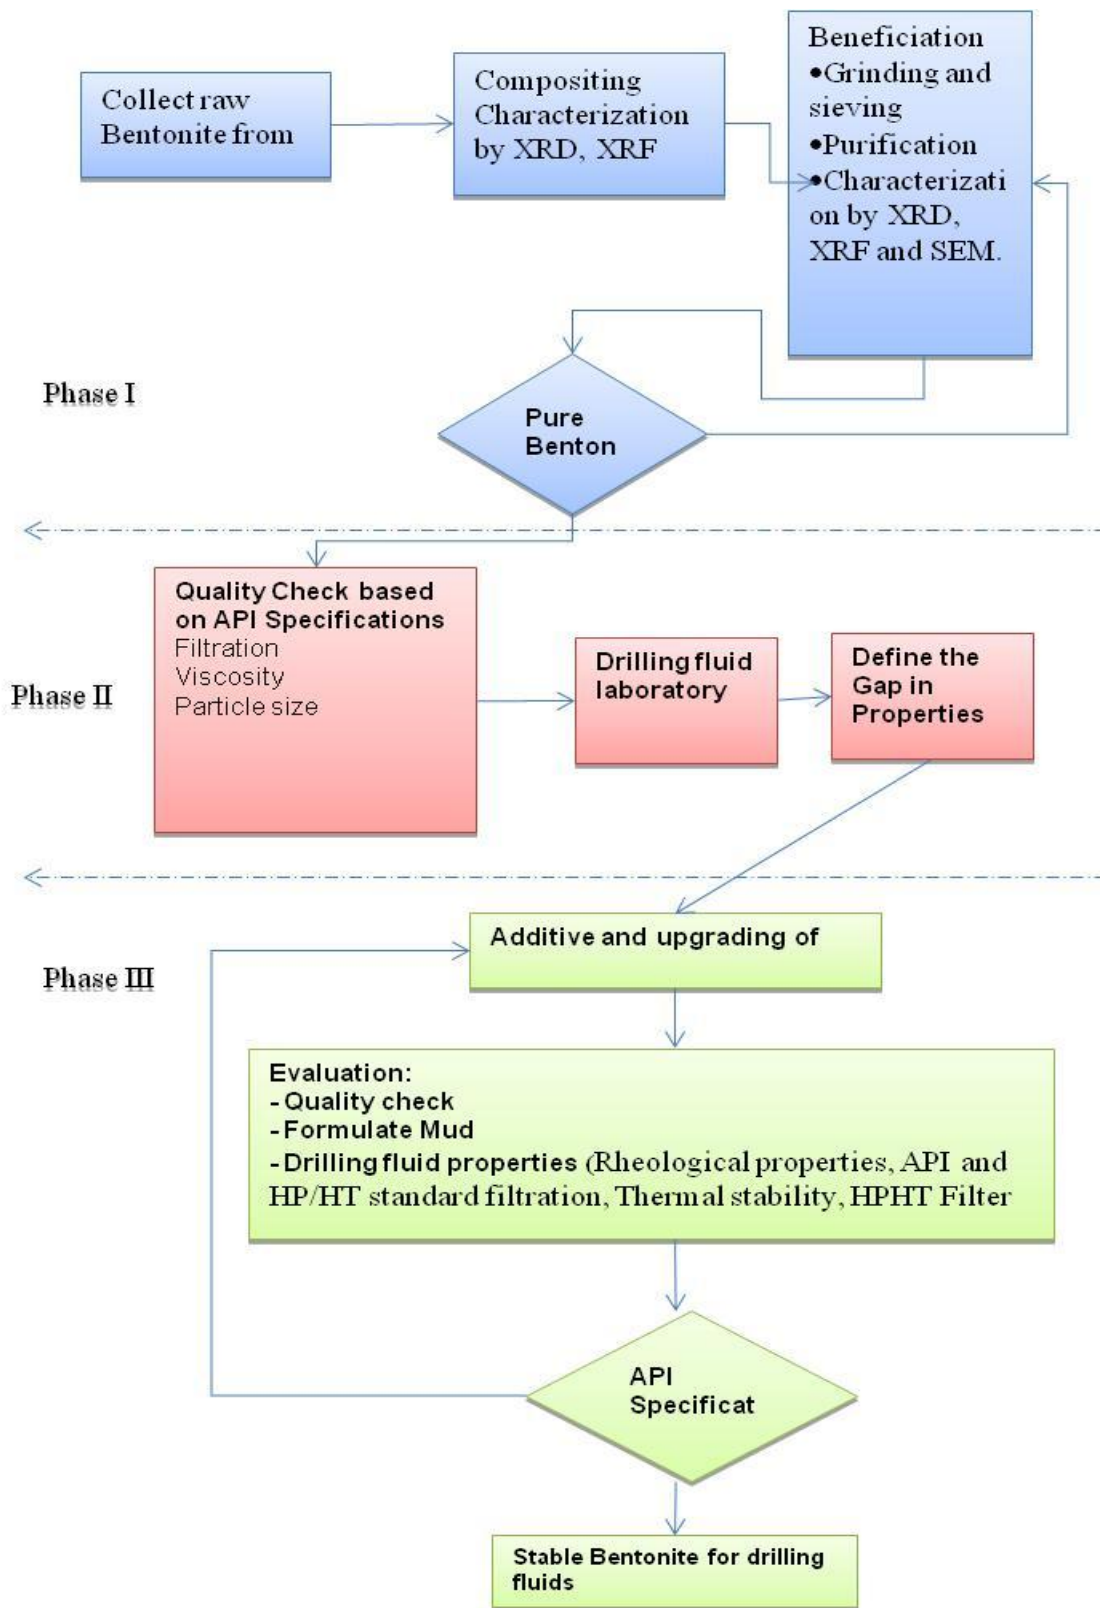 Collect raw
Bentonite from
Compositing
Characterization
by XRD, XRF
Beneficiation
•Grinding and
sieving
•Purification
•Characterizati
on by XRD,
XRF and SEM.
Phase I
Pure
Benton
Phase II
Quality Check based
on API Specifications
Filtration
Viscosity
Particle size
Drilling fluid
laboratory
Define the
Gap in
Properties
Phase III
Additive and upgrading of
Evaluation:
- Quality check
- Formulate Mud
- Drilling fluid properties (Rheological properties, API and
HP/HT standard filtration, Thermal stability, HPHT Filter
API
Specificat
Stable Bentonite for drilling
fluids